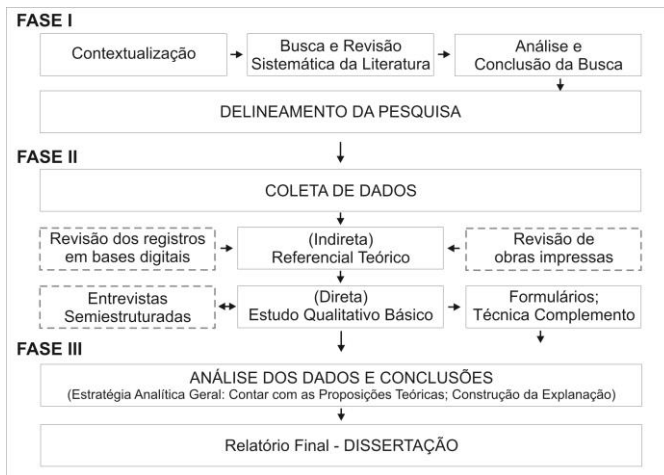 FASE I
Contextualização
Busca e Revisão
Sistemática da Literatura
Análise e
Conclusão da Busca
DELINEAMENTO DA PESQUISA
FASE II
COLETA DE DADOS
Revisão dos registros
em bases digitais
(Indireta)
Referencial Teórico
Revisão de
obras impressas
Entrevistas
Semiestruturadas
(Direta)
Estudo Qualitativo Básico
Formulários;
Técnica Complemento
FASE III
ANÁLISE DOS DADOS E CONCLUSÕES
(Estratégia Analítica Geral: Contar com as Proposições Teóricas; Construção da Explanação)
Relatório Final - DISSERTAÇÃO